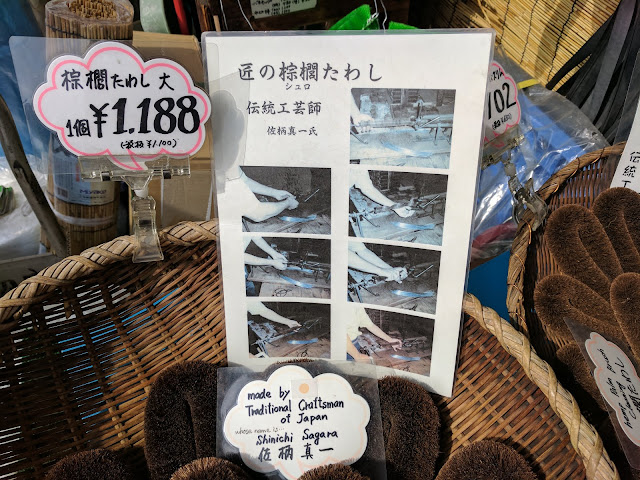 棕櫚たわし 大
1個 ¥1.188
(税抜 ¥1,100)
匠の棕櫚たわし
シュロ
伝統工芸師
佐柄真一氏
102
made by
Traditional Craftsman
of Japan
whose name is...
Shinichi Sagara
佐柄真一
伝統